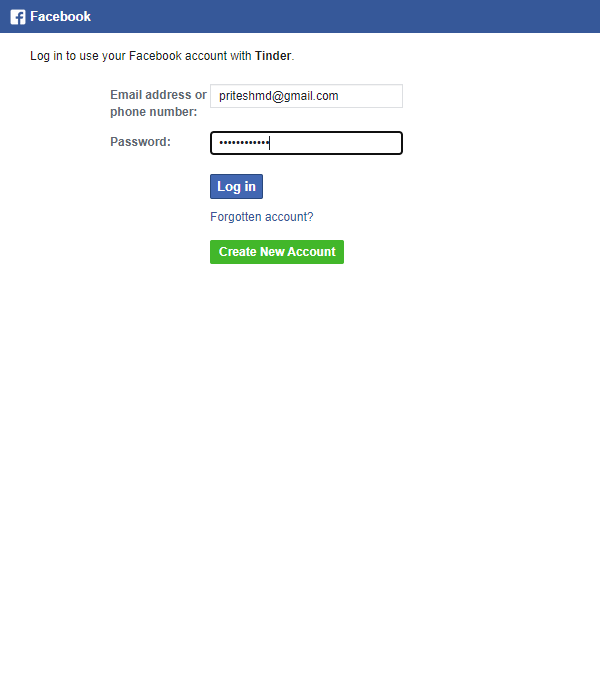 Facebook
Log in to use your Facebook account with Tinder.
Email address or
phone number:
priteshmd@gmail.com
Password:
••••••••••••
Log in
Forgotten account?
Create New Account